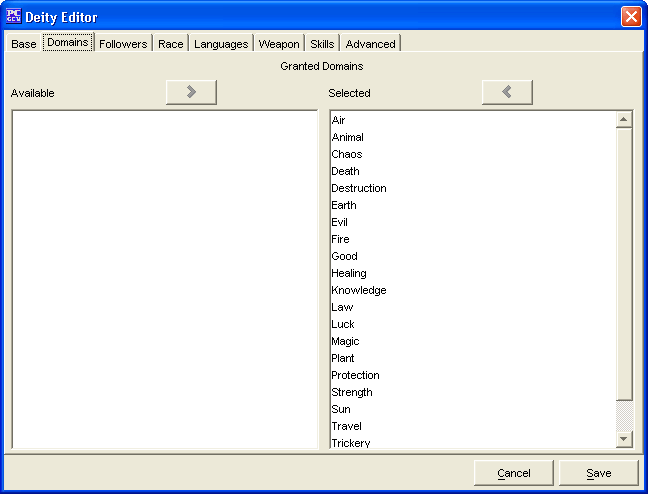 PC GEN Deity Editor
Base Domains Followers Race Languages Weapon Skills Advanced
Granted Domains
Available Selected
Air
Animal
Chaos
Death
Destruction
Earth
Evil
Fire
Good
Healing
Knowledge
Law
Luck
Magic
Plant
Protection
Strength
Sun
Travel
Trickery
Cancel Save